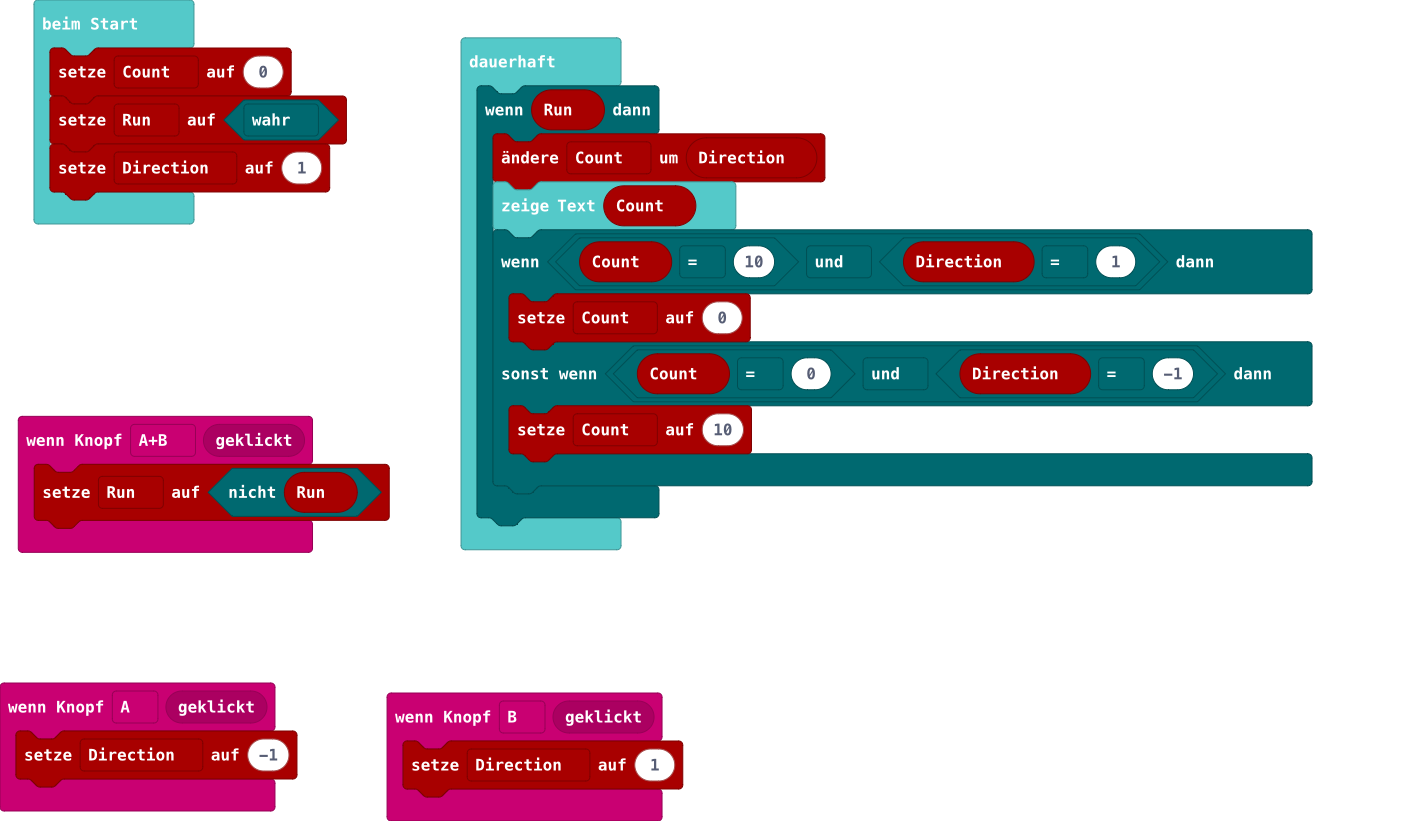 beim Start
setze Count auf 0
setze Run auf wahr
setze Direction auf 1
dauerhaft
wenn Run dann
ändere Count um Direction
zeige Text Count
wenn Count = 10 und Direction = 1 dann
setze Count auf 0
sonst wenn Count = 0 und Direction = −1 dann
setze Count auf 10
wenn Knopf A+B geklickt
setze Run auf nicht Run
wenn Knopf A geklickt
setze Direction auf −1
wenn Knopf B geklickt
setze Direction auf 1